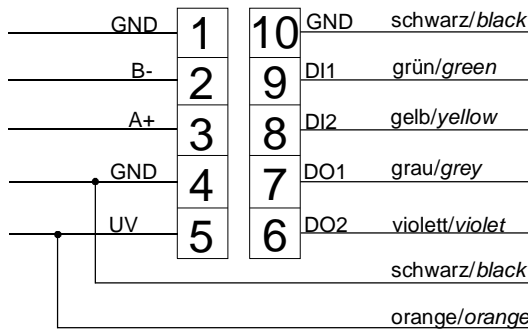 GND 1 10 GND schwarz/black
B- 2 9 DI1 grün/green
A+ 3 8 DI2 gelb/yellow
GND 4 7 DO1 grau/grey
UV 5 6 DO2 violett/violet
schwarz/black
orange/orange